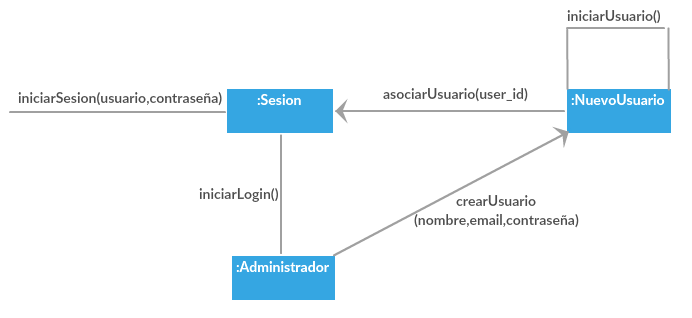 iniciarUsuario()
iniciarSesion(usuario,contraseña)
:Sesion
asociarUsuario(user_id)
:NuevoUsuario
iniciarLogin()
crearUsuario
(nombre,email,contraseña)
:Administrador